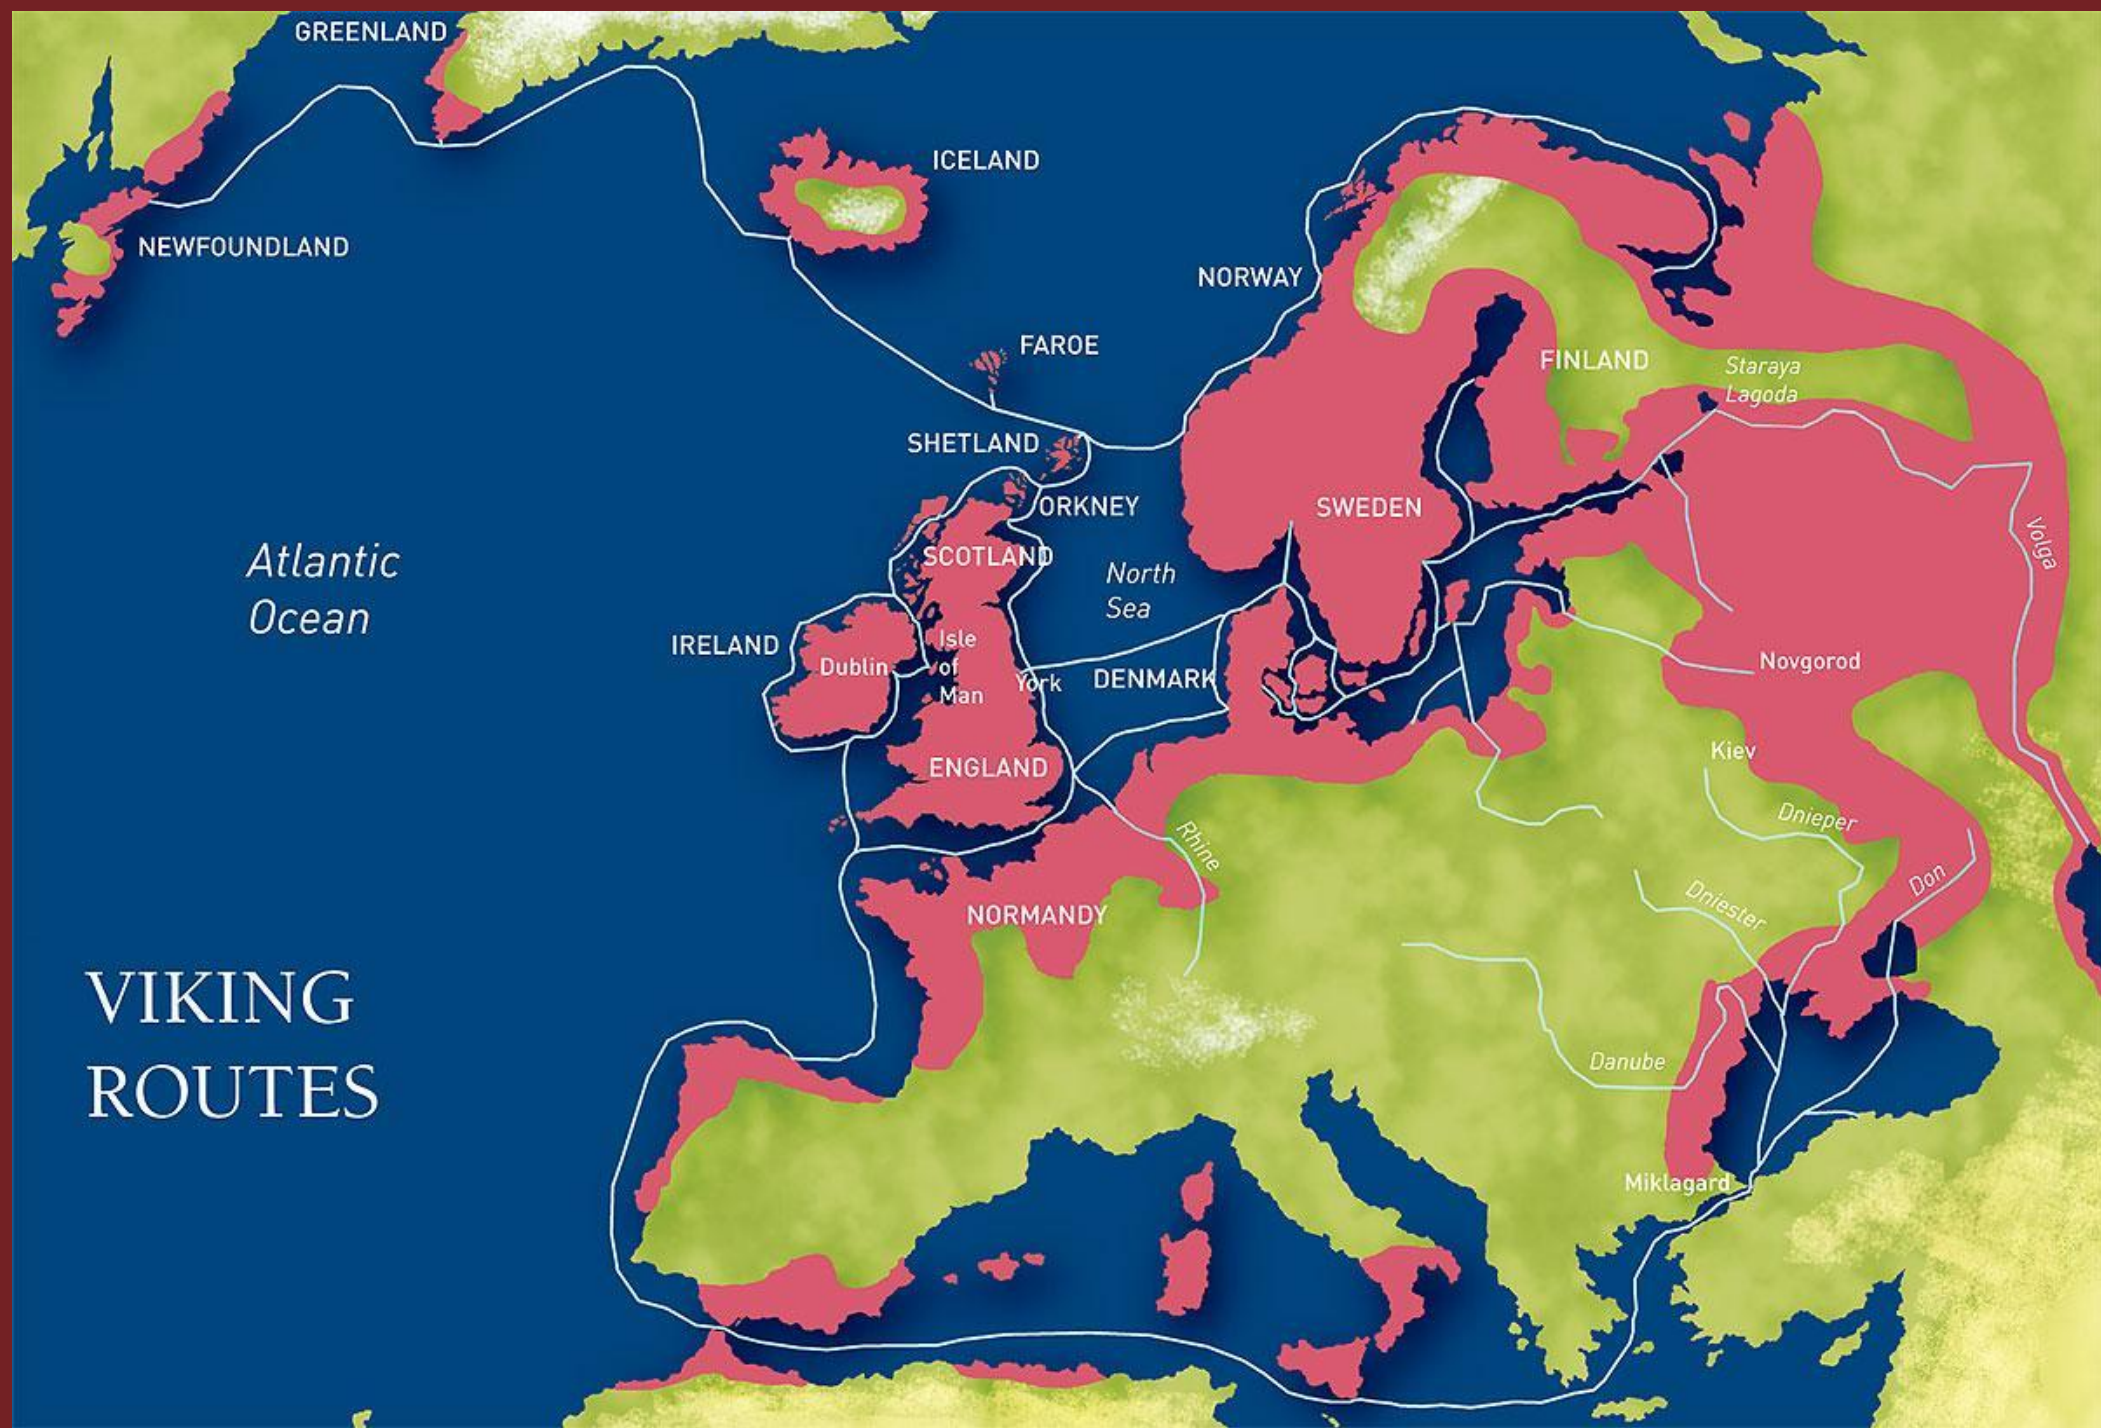 GREENLAND
ICELAND
NEWFOUNDLAND
NORWAY
FAROE
FINLAND
Staraya
Lagoda
SHETLAND
ORKNEY
SWEDEN
SCOTLAND
Volga
Atlantic
Ocean
North
Sea
IRELAND
Isle
of
Man
Dublin
York
DENMARK
Novgorod
Kiev
ENGLAND
Dnieper
Rhine
Don
Dniester
NORMANDY
VIKING
ROUTES
Danube
Miklagard